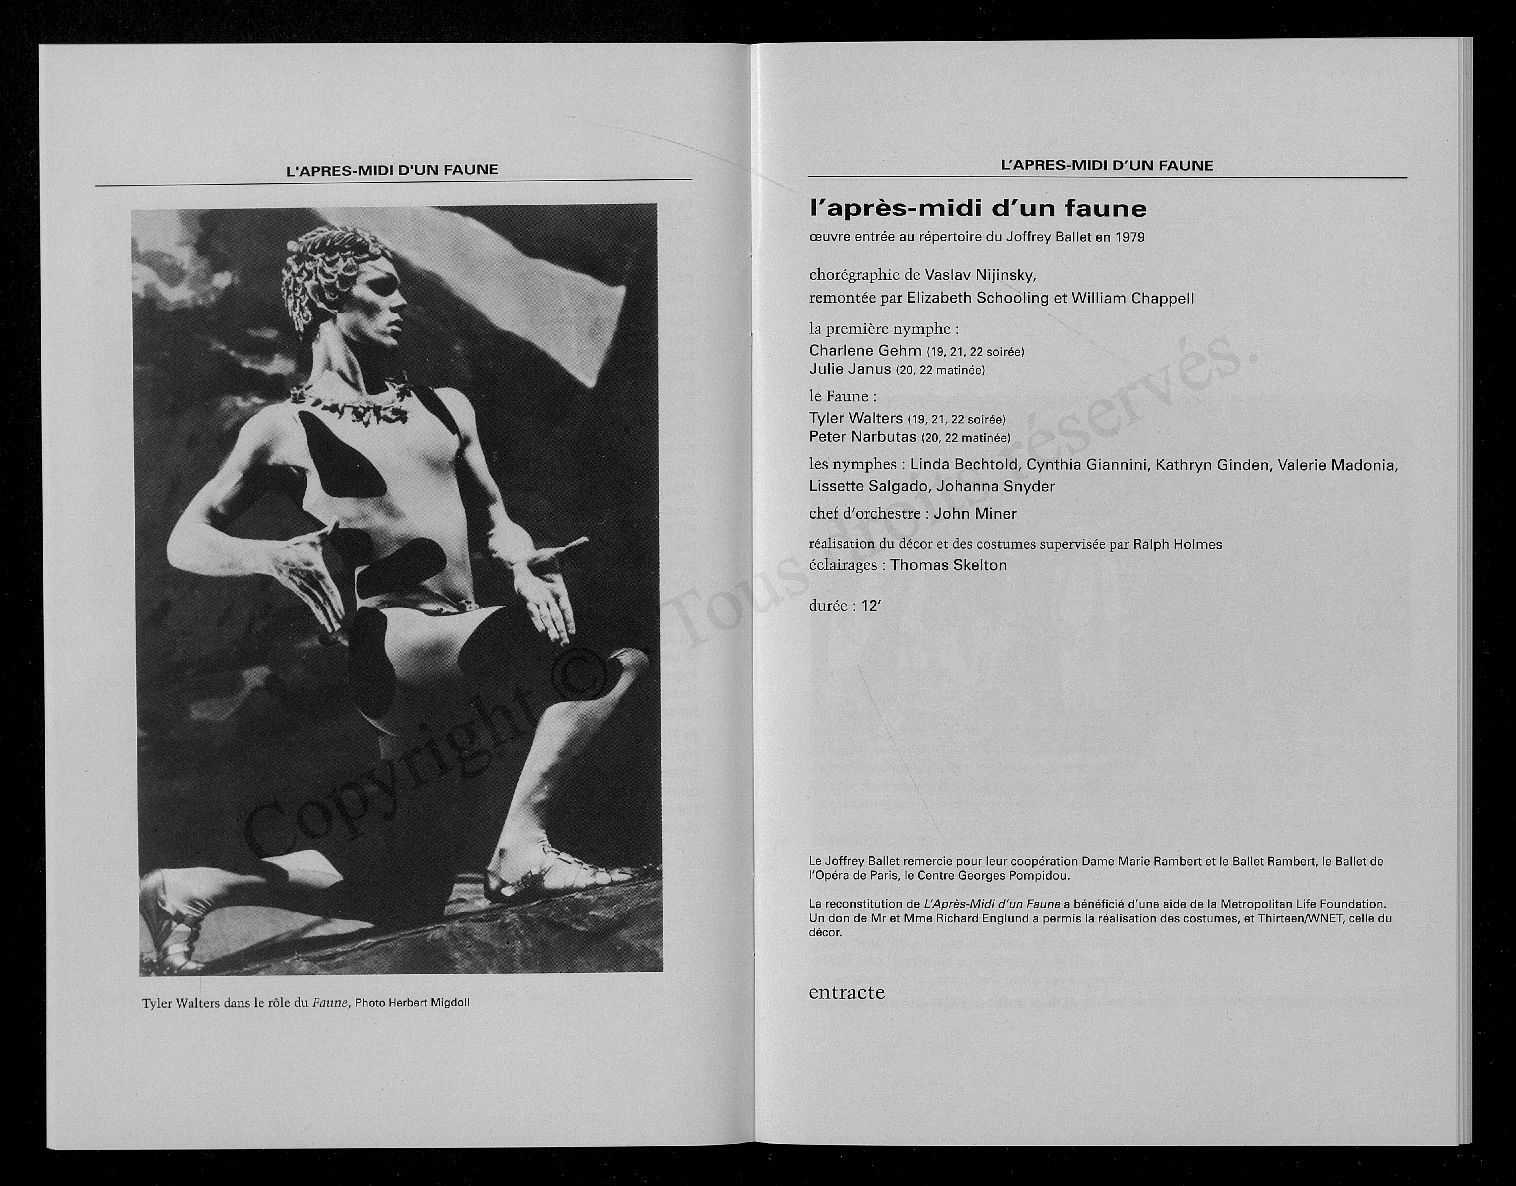 L'APRES-MIDI D'UN FAUNE
Tyler Walters dans le rôle du Faune, Photo Herbert Migdoll
L'APRES-MIDI D'UN FAUNE
l'après-midi d'un faune
œuvre entrée au répertoire du Joffrey Ballet en 1979
chorégraphie de Vaslav Nijinsky,
remontée par Elizabeth Schooling et William Chappell
la première nymphe :
Charlene Gehm (19, 21, 22 soirée)
Julie Janus (20, 22 matinée)
le Faune :
Tyler Walters (19, 21, 22 soirée)
Peter Narbutas (20, 22 matinée)
les nymphes : Linda Bechtold, Cynthia Giannini, Kathryn Ginden, Valerie Madonia,
Lissette Salgado, Johanna Snyder
chef d'orchestre : John Miner
réalisation du décor et des costumes supervisée par Ralph Holmes
éclairages : Thomas Skelton
durée : 12'
Le Joffrey Ballet remercie pour leur coopération Dame Marie Rambert et le Ballet Rambert, le Ballet de
l'Opéra de Paris, le Centre Georges Pompidou.
La reconstitution de L'Après-Midi d'un Faune a bénéficié d'une aide de la Metropolitan Life Foundation.
Un don de Mr et Mme Richard Englund a permis la réalisation des costumes, et Thirteen/WNET, celle du
décor.
entracte
Copyright © Tous droits réservés.